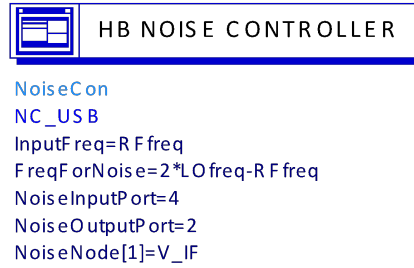 HB NOISE CONTROLLER
NoiseCon
NC_USB
InputFreq=RFfreq
FreqForNoise=2*LOfreq-RFfreq
NoiseInputPort=4
NoiseOutputPort=2
NoiseNode[1]=V_IF